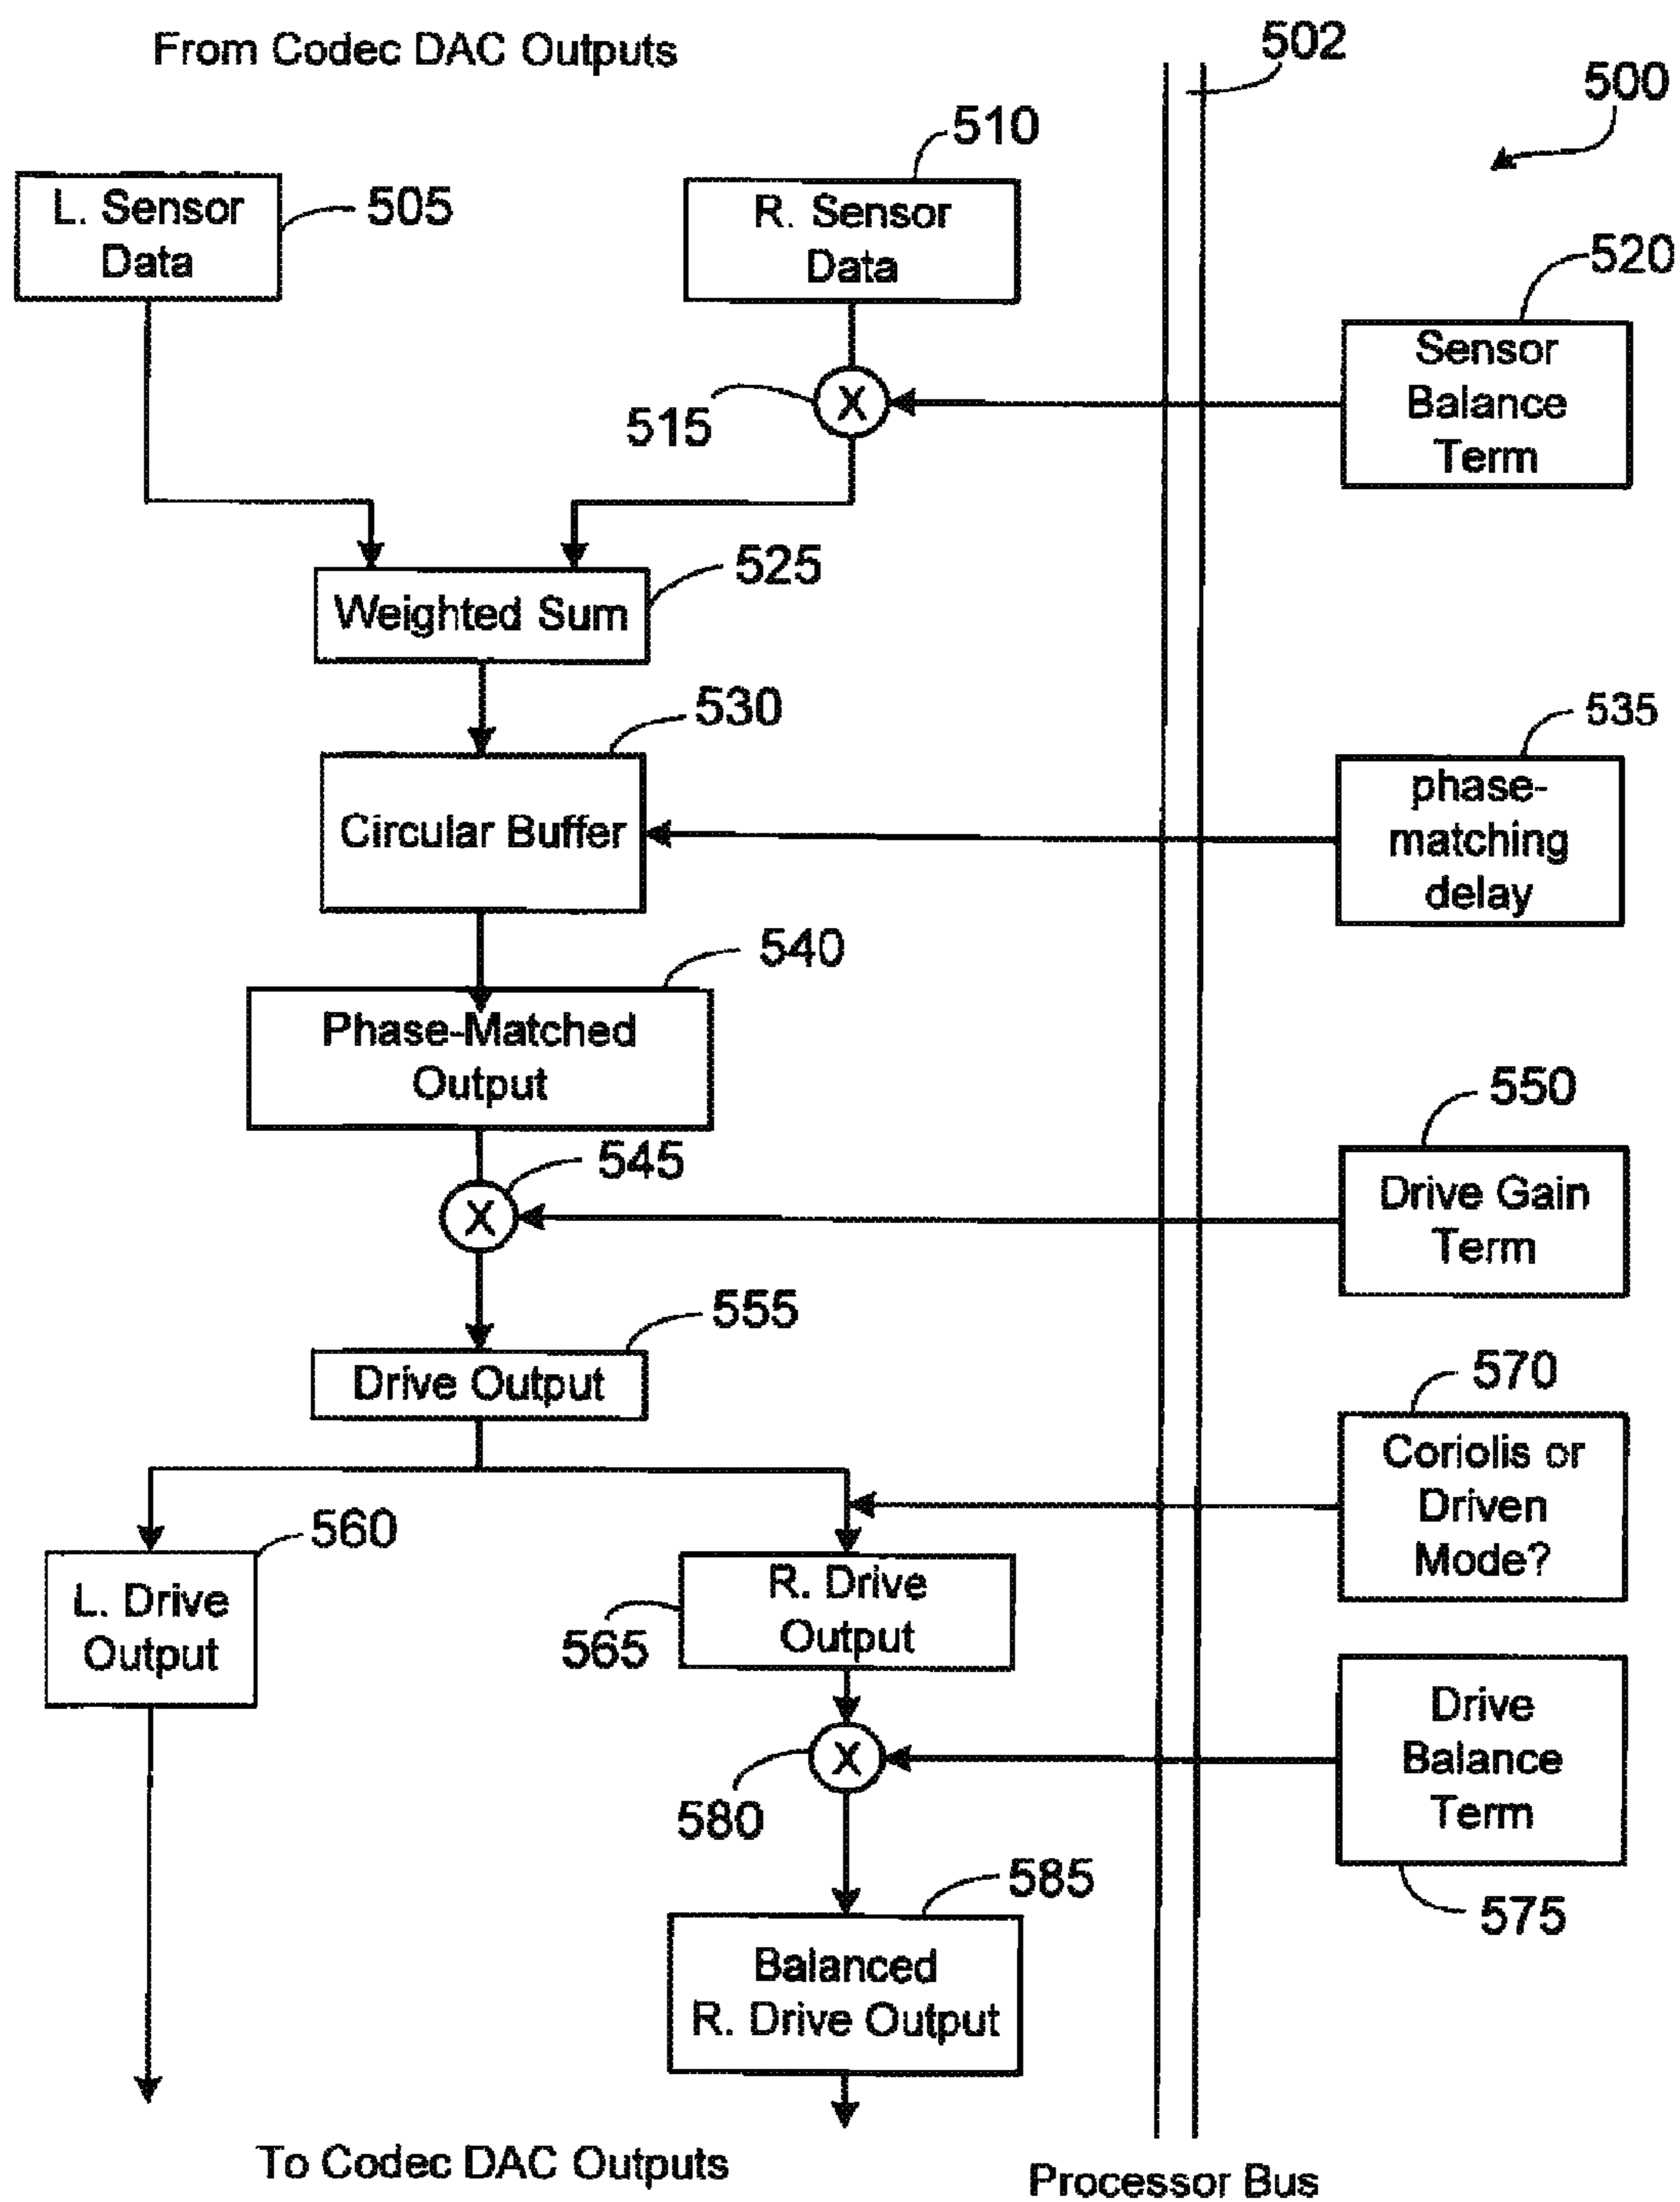 From Codec DAC Outputs
502
500
510
L. Sensor
Data
505
R. Sensor
Data
520
Sensor
Balance
Term
X
515
525
Weighted Sum
530
535
Circular Buffer
phase-
matching
delay
540
Phase-Matched
Output
550
545
X
Drive Gain
Term
555
Drive Output
570
Coriolis or
Driven
Mode?
560
L. Drive
Output
R. Drive
Output
565
Drive
Balance
Term
X
580
585
575
Balanced
R. Drive Output
To Codec DAC Outputs
Processor Bus